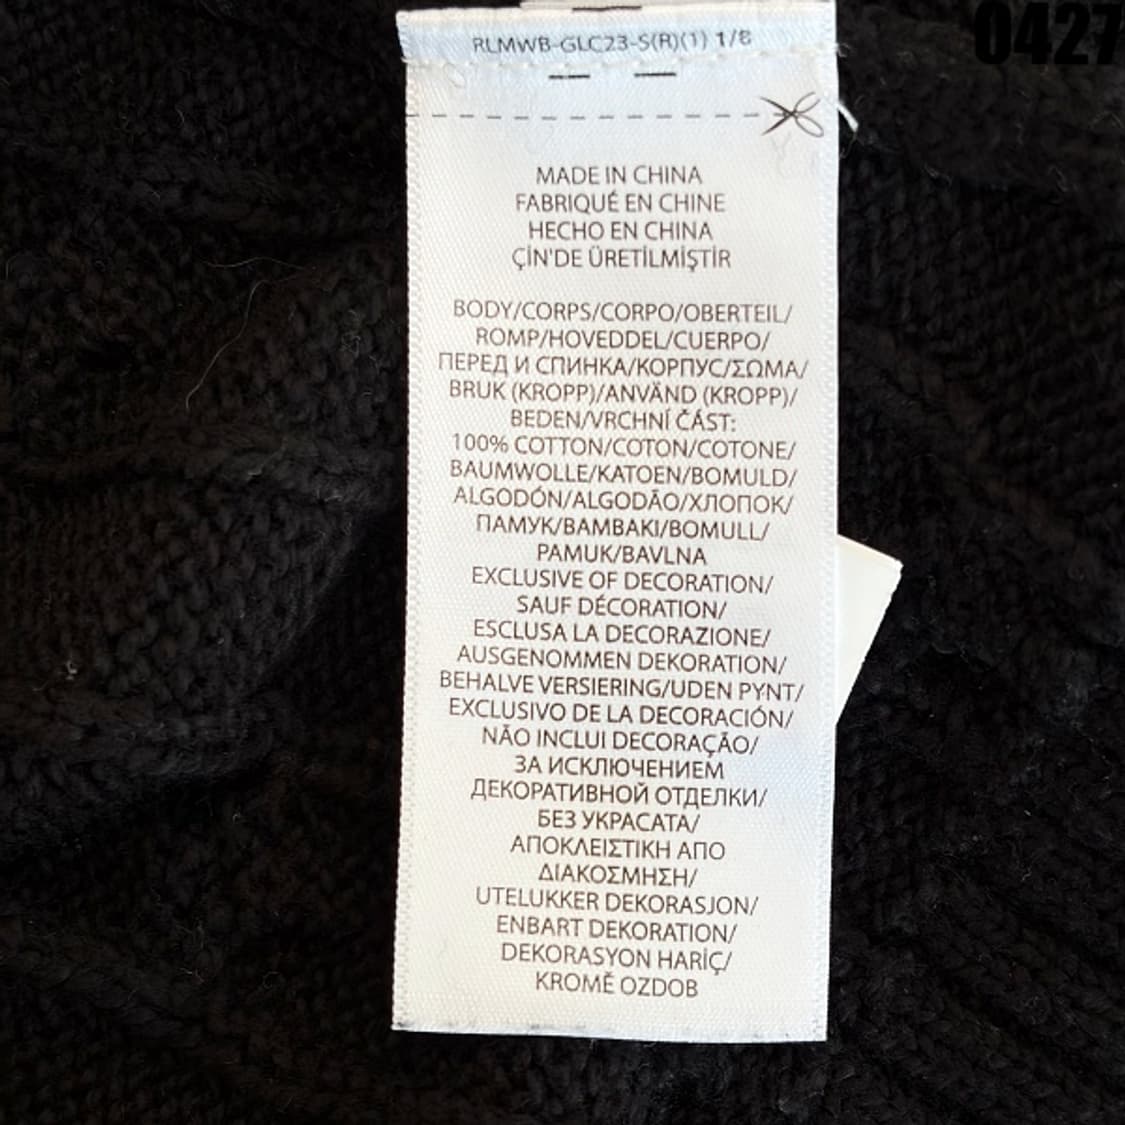 0427
RLMWB-GLC23-S(R)(1) 1/8
MADE IN CHINA
FABRIQUÉ EN CHINE
HECHO EN CHINA
ÇİN'DE ÜRETİLMİŞTİR
BODY/CORPS/CORPO/OBERTEIL/
ROMP/HOVEDDEL/CUERPO/
ПЕРЕД И СПИНКА/КОРПУС/ΣΩΜΑ/
BRUK (KROPP)/ANVÄND (KROPP)/
BEDEN/VRCHNÍ ČÁST:
100% COTTON/COTON/COTONE/
BAUMWOLLE/KATOEN/BOMULD/
ALGODÓN/ALGODÃO/ХЛОПОК/
ПАМУК/BAMBAKI/BOMULL/
PAMUK/BAVLNA
EXCLUSIVE OF DECORATION/
SAUF DÉCORATION/
ESCLUSA LA DECORAZIONE/
AUSGENOMMEN DEKORATION/
BEHALVE VERSIERING/UDEN PYNT/
EXCLUSIVO DE LA DECORACIÓN/
NÃO INCLUI DECORAÇÃO/
ЗА ИСКЛЮЧЕНИЕМ
ДЕКОРАТИВНОЙ ОТДЕЛКИ/
БЕЗ УКРАСАТА/
ΑΠΟΚΛΕΙΣΤΙΚΗ ΑΠΟ
ΔΙΑΚΟΣΜΗΣΗ/
UTELUKKER DEKORASJON/
ENBART DEKORATION/
DEKORASYON HARİÇ/
KROMĚ OZDOB